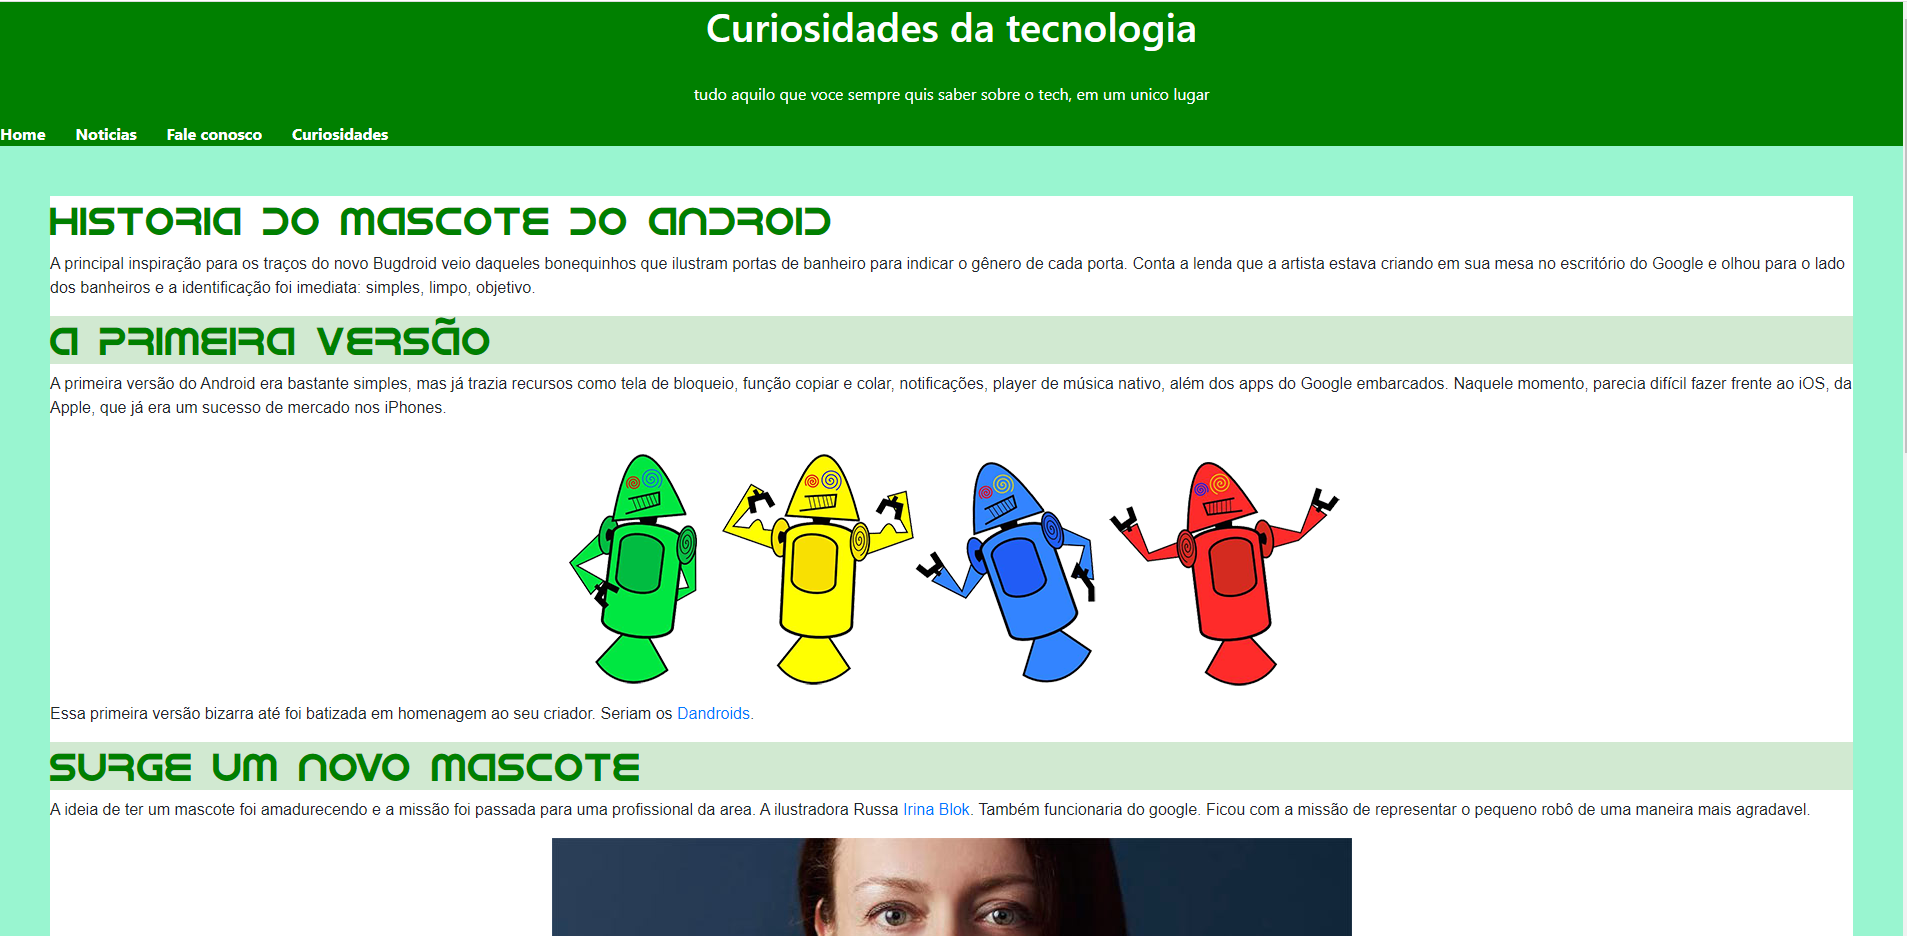 Curiosidades da tecnologia
tudo aquilo que voce sempre quis saber sobre o tech, em um unico lugar
Home Noticias Fale conosco Curiosidades
HISTORIA DO MASCOTE DO ANDROID
A principal inspiração para os traços do novo Bugdroid veio daqueles bonequinhos que ilustram portas de banheiro para indicar o gênero de cada porta. Conta a lenda que a artista estava criando em sua mesa no escritório do Google e olhou para o lado
dos banheiros e a identificação foi imediata: simples, limpo, objetivo.
A PRIMEIRA VERSÃO
A primeira versão do Android era bastante simples, mas já trazia recursos como tela de bloqueio, função copiar e colar, notificações, player de música nativo, além dos apps do Google embarcados. Naquele momento, parecia difícil fazer frente ao iOS, da
Apple, que já era um sucesso de mercado nos iPhones.
Essa primeira versão bizarra até foi batizada em homenagem ao seu criador. Seriam os Dandroids.
SURGE UM NOVO MASCOTE
A ideia de ter um mascote foi amadurecendo e a missão foi passada para uma profissional da area. A ilustradora Russa Irina Blok. Também funcionaria do google. Ficou com a missão de representar o pequeno robô de uma maneira mais agradavel.